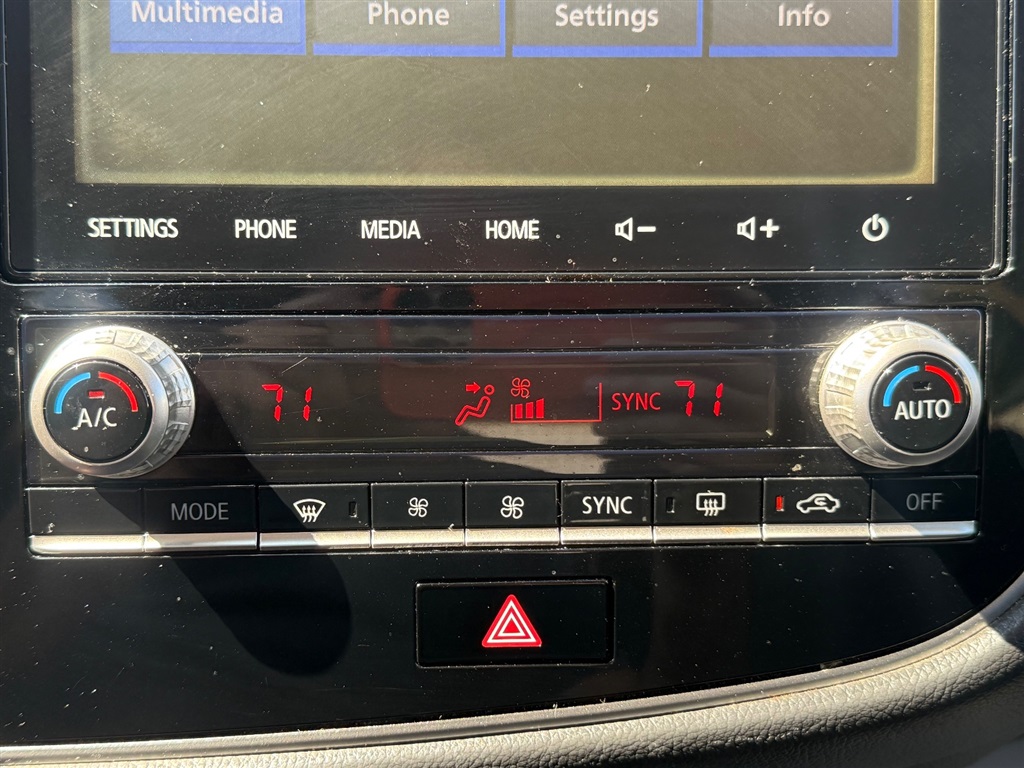 Multimedia Phone Settings Info
SETTINGS PHONE MEDIA HOME
A/C 71 SYNC 71 AUTO
MODE SYNC OFF